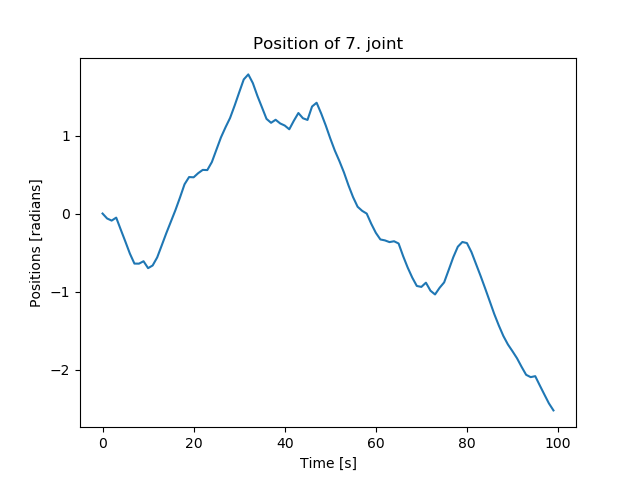 Position of 7. joint
1
0
−1
−2
Positions [radians]
0 20 40 60 80 100
Time [s]